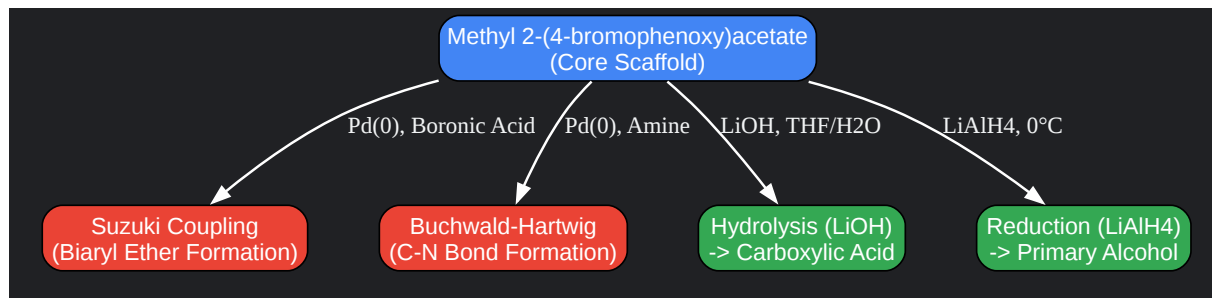 Methyl 2-(4-bromophenoxy)acetate
(Core Scaffold)
Pd(0), Boronic Acid
Pd(0), Amine
LiOH, THF/H2O
LiAlH4, 0°C
Suzuki Coupling
(Biaryl Ether Formation)
Buchwald-Hartwig
(C-N Bond Formation)
Hydrolysis (LiOH)
-> Carboxylic Acid
Reduction (LiAlH4)
-> Primary Alcohol